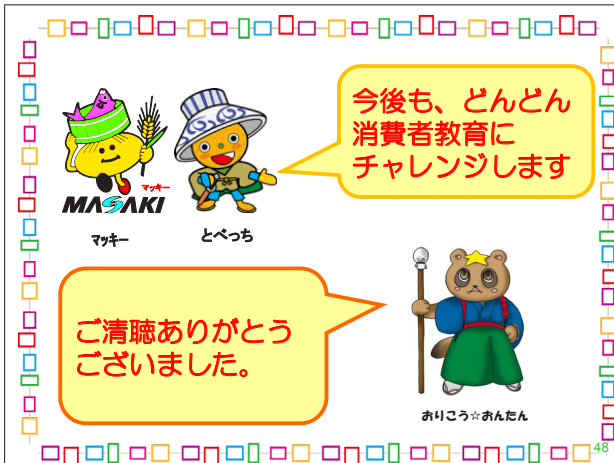 今後も、どんどん
消費者教育に
チャレンジします
マッキー
MASAKI
マッキー
とべっち
ご清聴ありがとう
ございました。
おりこう☆おんたん
48